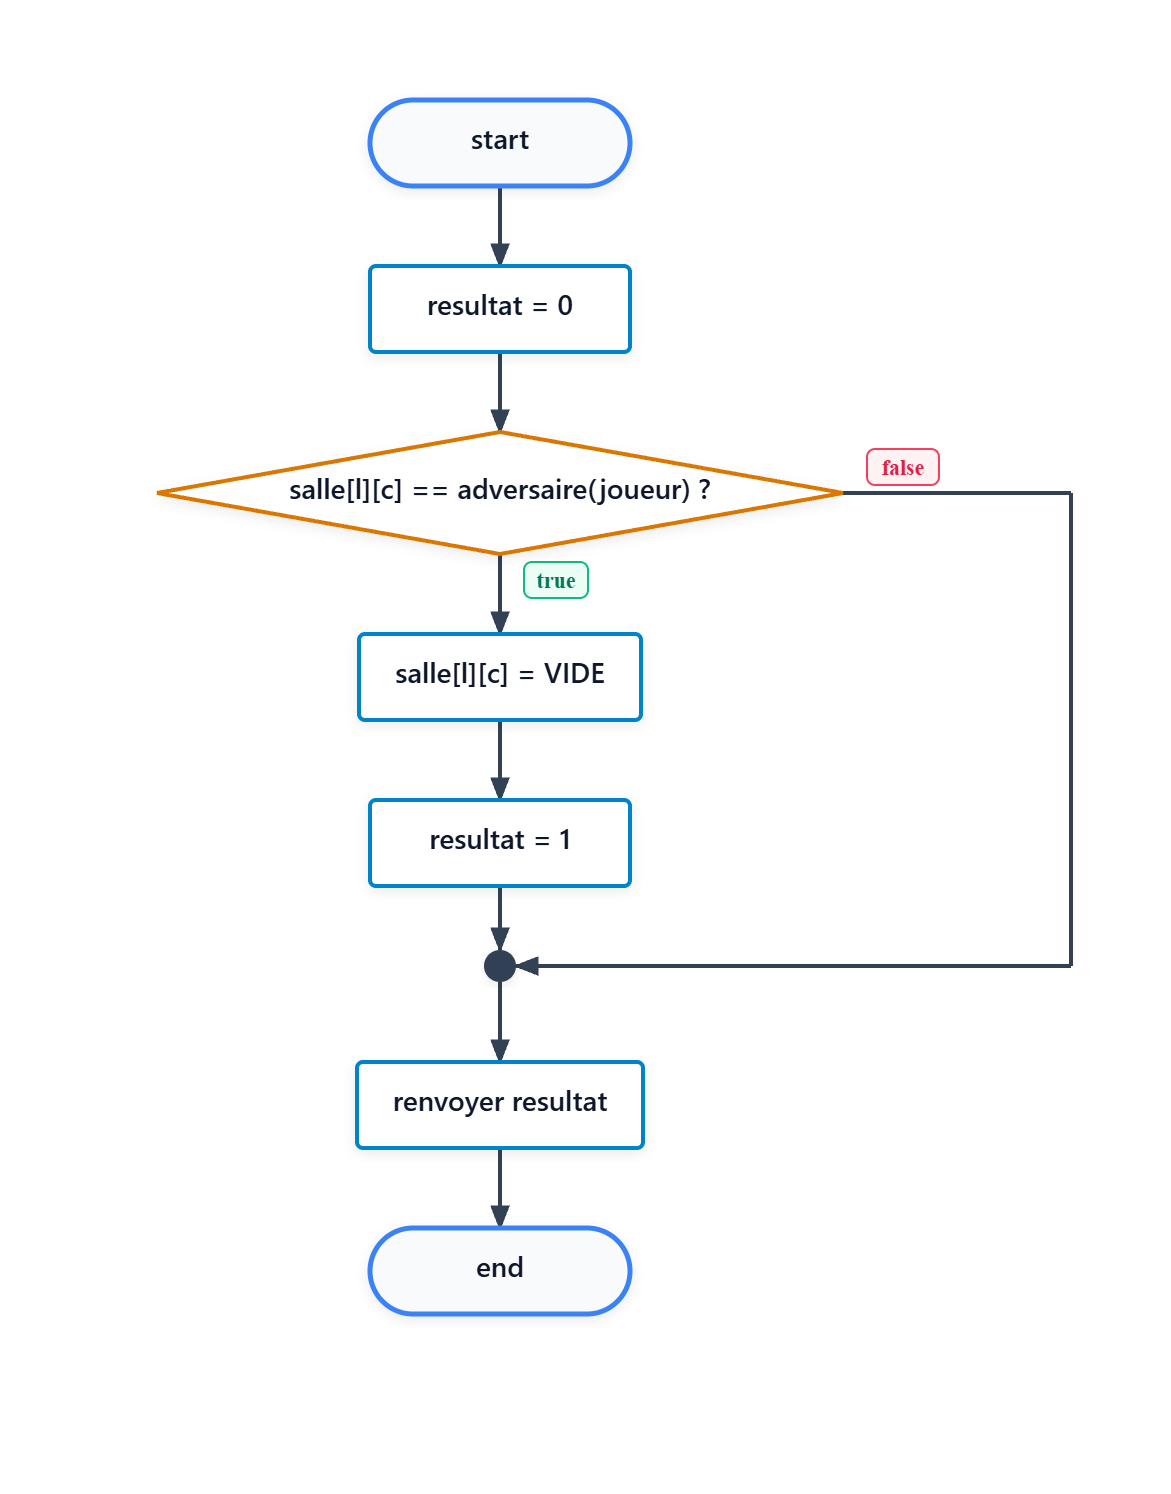 start
resultat = 0
salle[l][c] == adversaire(joueur) ?
false
true
salle[l][c] = VIDE
resultat = 1
renvoyer resultat
end